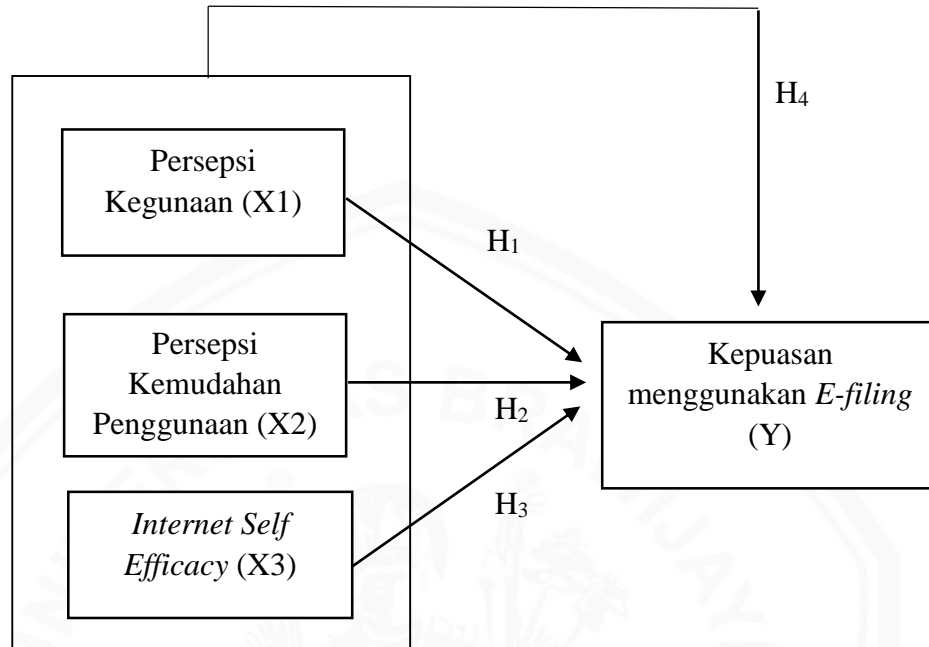 H4
Persepsi
Kegunaan (X1)
H1
Persepsi
Kemudahan
Penggunaan (X2)
H2
Kepuasan
menggunakan E-filing
(Y)
Internet Self
Efficacy (X3)
H3